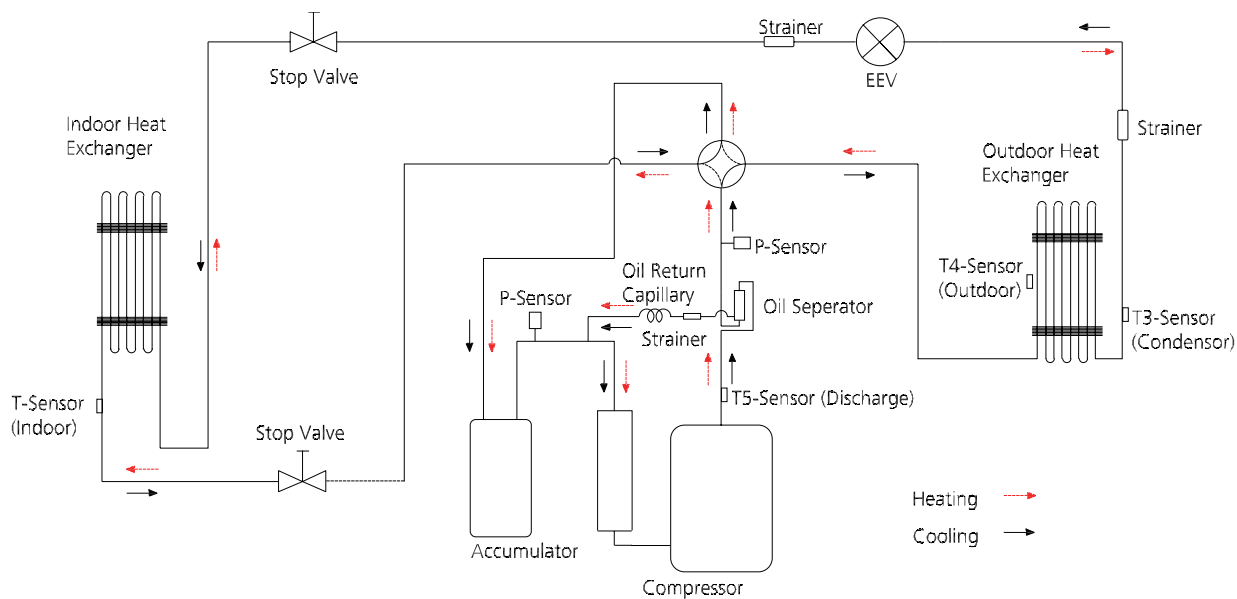 Strainer
Stop Valve
EEV
Indoor Heat
Exchanger
Strainer
Outdoor Heat
Exchanger
P-Sensor
T4-Sensor
(Outdoor)
Oil Return
Capillary
P-Sensor
Oil Seperator
T3-Sensor
(Condensor)
Strainer
T-Sensor
(Indoor)
T5-Sensor (Discharge)
Stop Valve
Heating
Cooling
Accumulator
Compressor